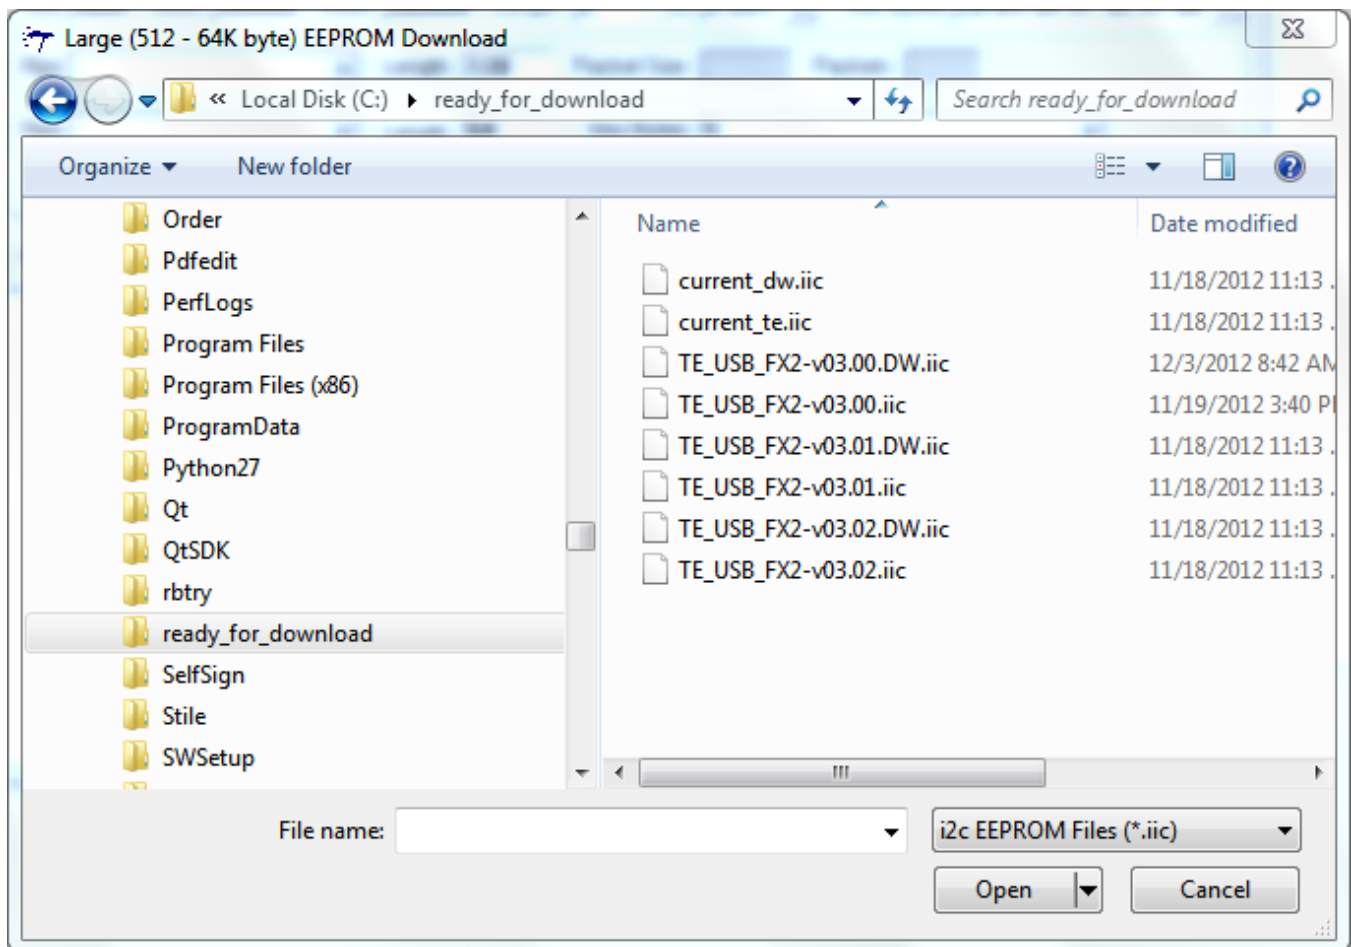 Large (512 - 64K byte) EEPROM Download
« Local Disk (C:) ▸ ready_for_download
Search ready_for_download
Organize
New folder
Order
Pdfedit
PerfLogs
Program Files
Program Files (x86)
ProgramData
Python27
Qt
QtSDK
rbtry
ready_for_download
SelfSign
Stile
SWSetup
Name Date modified
current_dw.iic 11/18/2012 11:13 .
current_te.iic 11/18/2012 11:13 .
TE_USB_FX2-v03.00.DW.iic 12/3/2012 8:42 AM
TE_USB_FX2-v03.00.iic 11/19/2012 3:40 P
TE_USB_FX2-v03.01.DW.iic 11/18/2012 11:13 .
TE_USB_FX2-v03.01.iic 11/18/2012 11:13 .
TE_USB_FX2-v03.02.DW.iic 11/18/2012 11:13 .
TE_USB_FX2-v03.02.iic 11/18/2012 11:13 .
File name:
i2c EEPROM Files (*.iic)
Open
Cancel